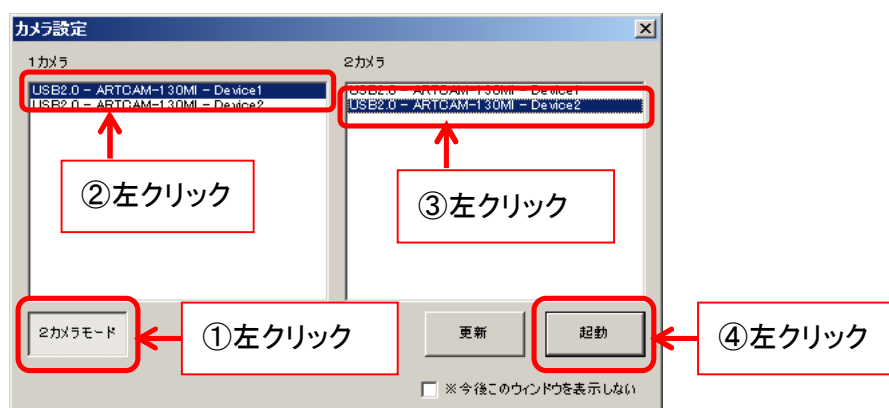 カメラ設定
1カメラ
2カメラ
USB2.0 - ARTCAM-130MI - Device1
USB2.0 - ARTCAM-130MI - Device2
USB2.0 - ARTCAM-130MI - Device1
USB2.0 - ARTCAM-130MI - Device2
②左クリック
③左クリック
2カメラモード
①左クリック
更新
起動
④左クリック
※今後このウィンドウを表示しない